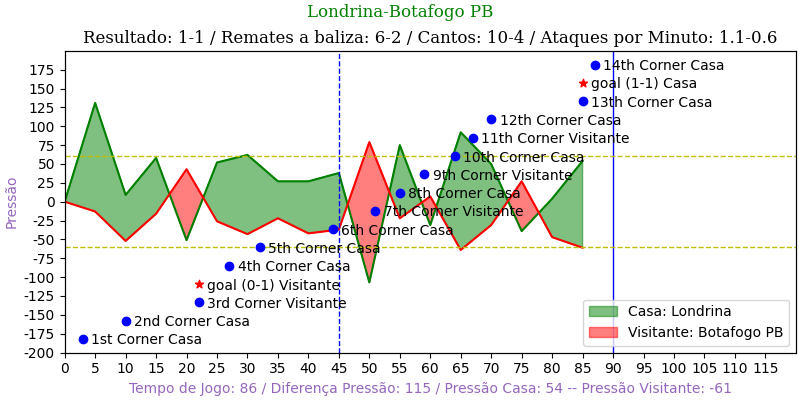 Londrina-Botafogo PB
Resultado: 1-1 / Remates a baliza: 6-2 / Cantos: 10-4 / Ataques por Minuto: 1.1-0.6
175
150
125
100
75
50
25
0
-25
-50
-75
-100
-125
-150
-175
-200
Pressão
14th Corner Casa
goal (1-1) Casa
13th Corner Casa
12th Corner Casa
11th Corner Visitante
10th Corner Casa
9th Corner Visitante
8th Corner Casa
7th Corner Visitante
6th Corner Casa
5th Corner Casa
4th Corner Casa
goal (0-1) Visitante
3rd Corner Visitante
2nd Corner Casa
1st Corner Casa
Casa: Londrina
Visitante: Botafogo PB
0 5 10 15 20 25 30 35 40 45 50 55 60 65 70 75 80 85 90 95 100 105 110 115
Tempo de Jogo: 86 / Diferença Pressão: 115 / Pressão Casa: 54 -- Pressão Visitante: -61